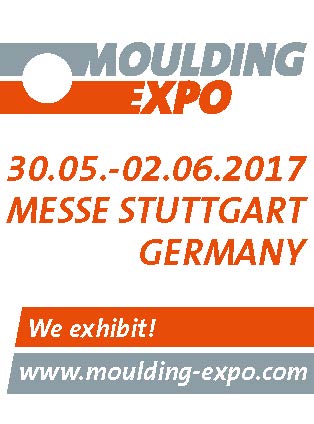 MOULDING
EXPO
30.05.-02.06.2017
MESSE STUTTGART
GERMANY
We exhibit!
www.moulding-expo.com